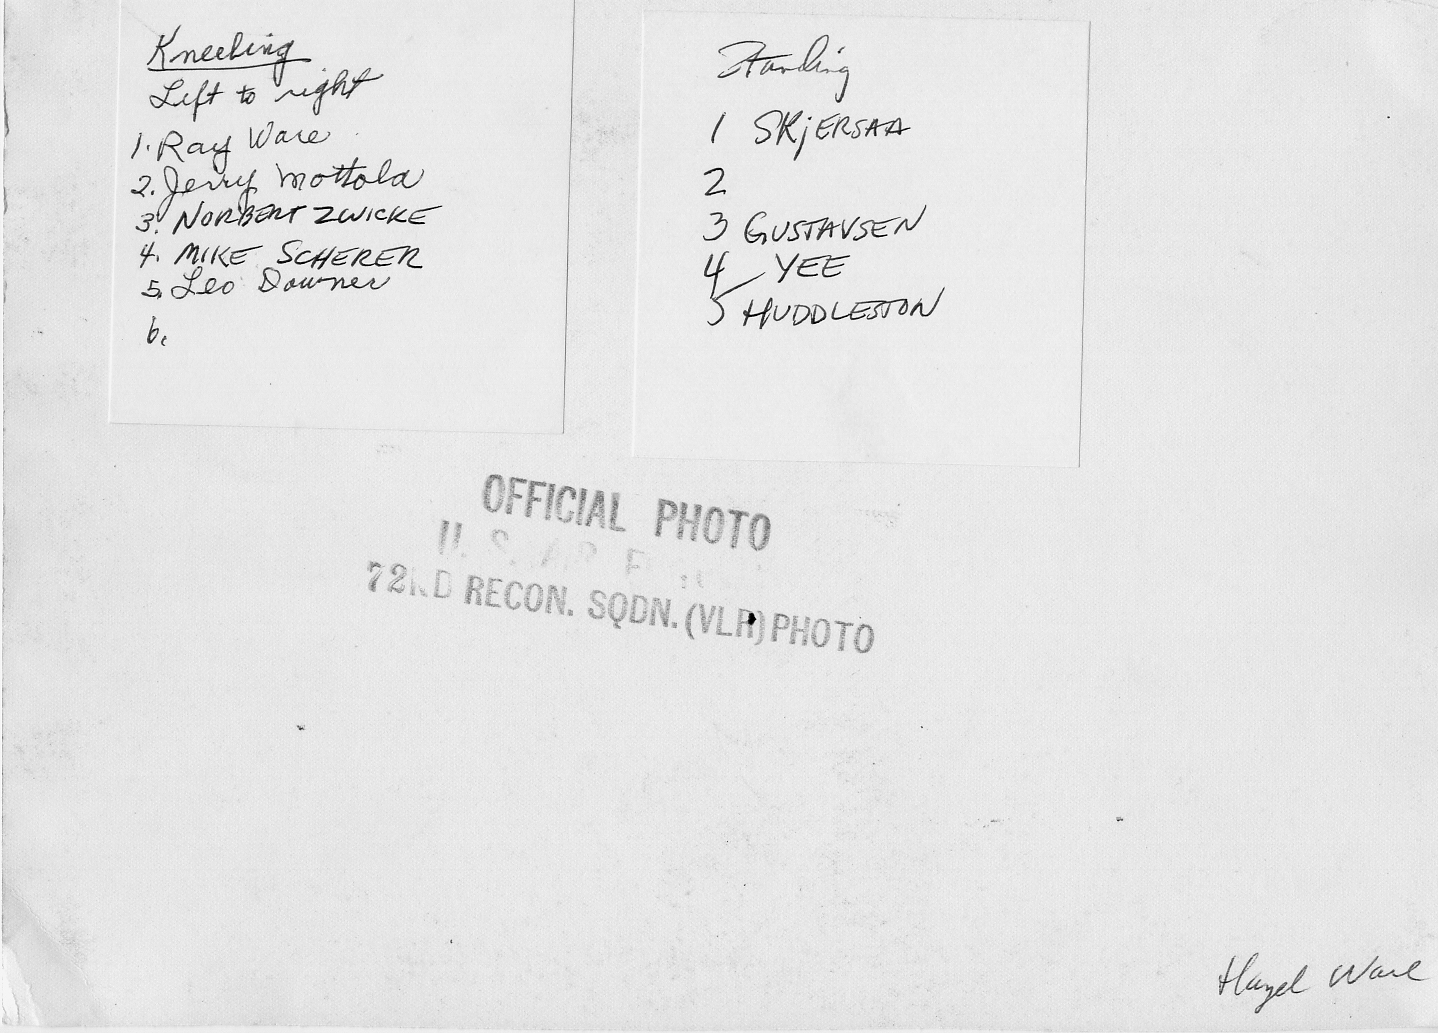 Kneeling
Left to right
1. Ray Ware
2. Jerry Mottola
3. NORBERT ZWICKE
4. MIKE SCHERER
5. Leo Downer
6.
Standing
1 SKjERSAA
2
3 GUSTAVSEN
4 YEE
5 HUDDLESTON
OFFICIAL PHOTO
U. S.
72ND RECON. SQDN. (VLR) PHOTO
Hazel Ware